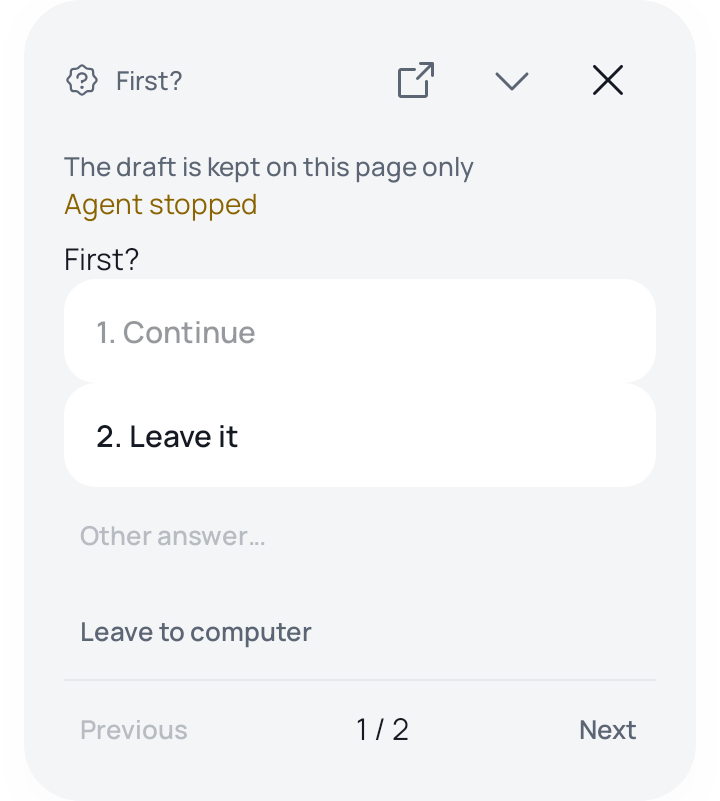 First?
The draft is kept on this page only
Agent stopped
First?
1. Continue
2. Leave it
Other answer...
Leave to computer
Previous 1 / 2 Next